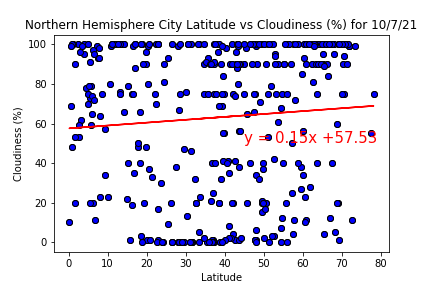 Northern Hemisphere City Latitude vs Cloudiness (%) for 10/7/21
100
80
60
40
20
0
Cloudiness (%)
y = 0.15x +57.55
0 10 20 30 40 50 60 70 80
Latitude